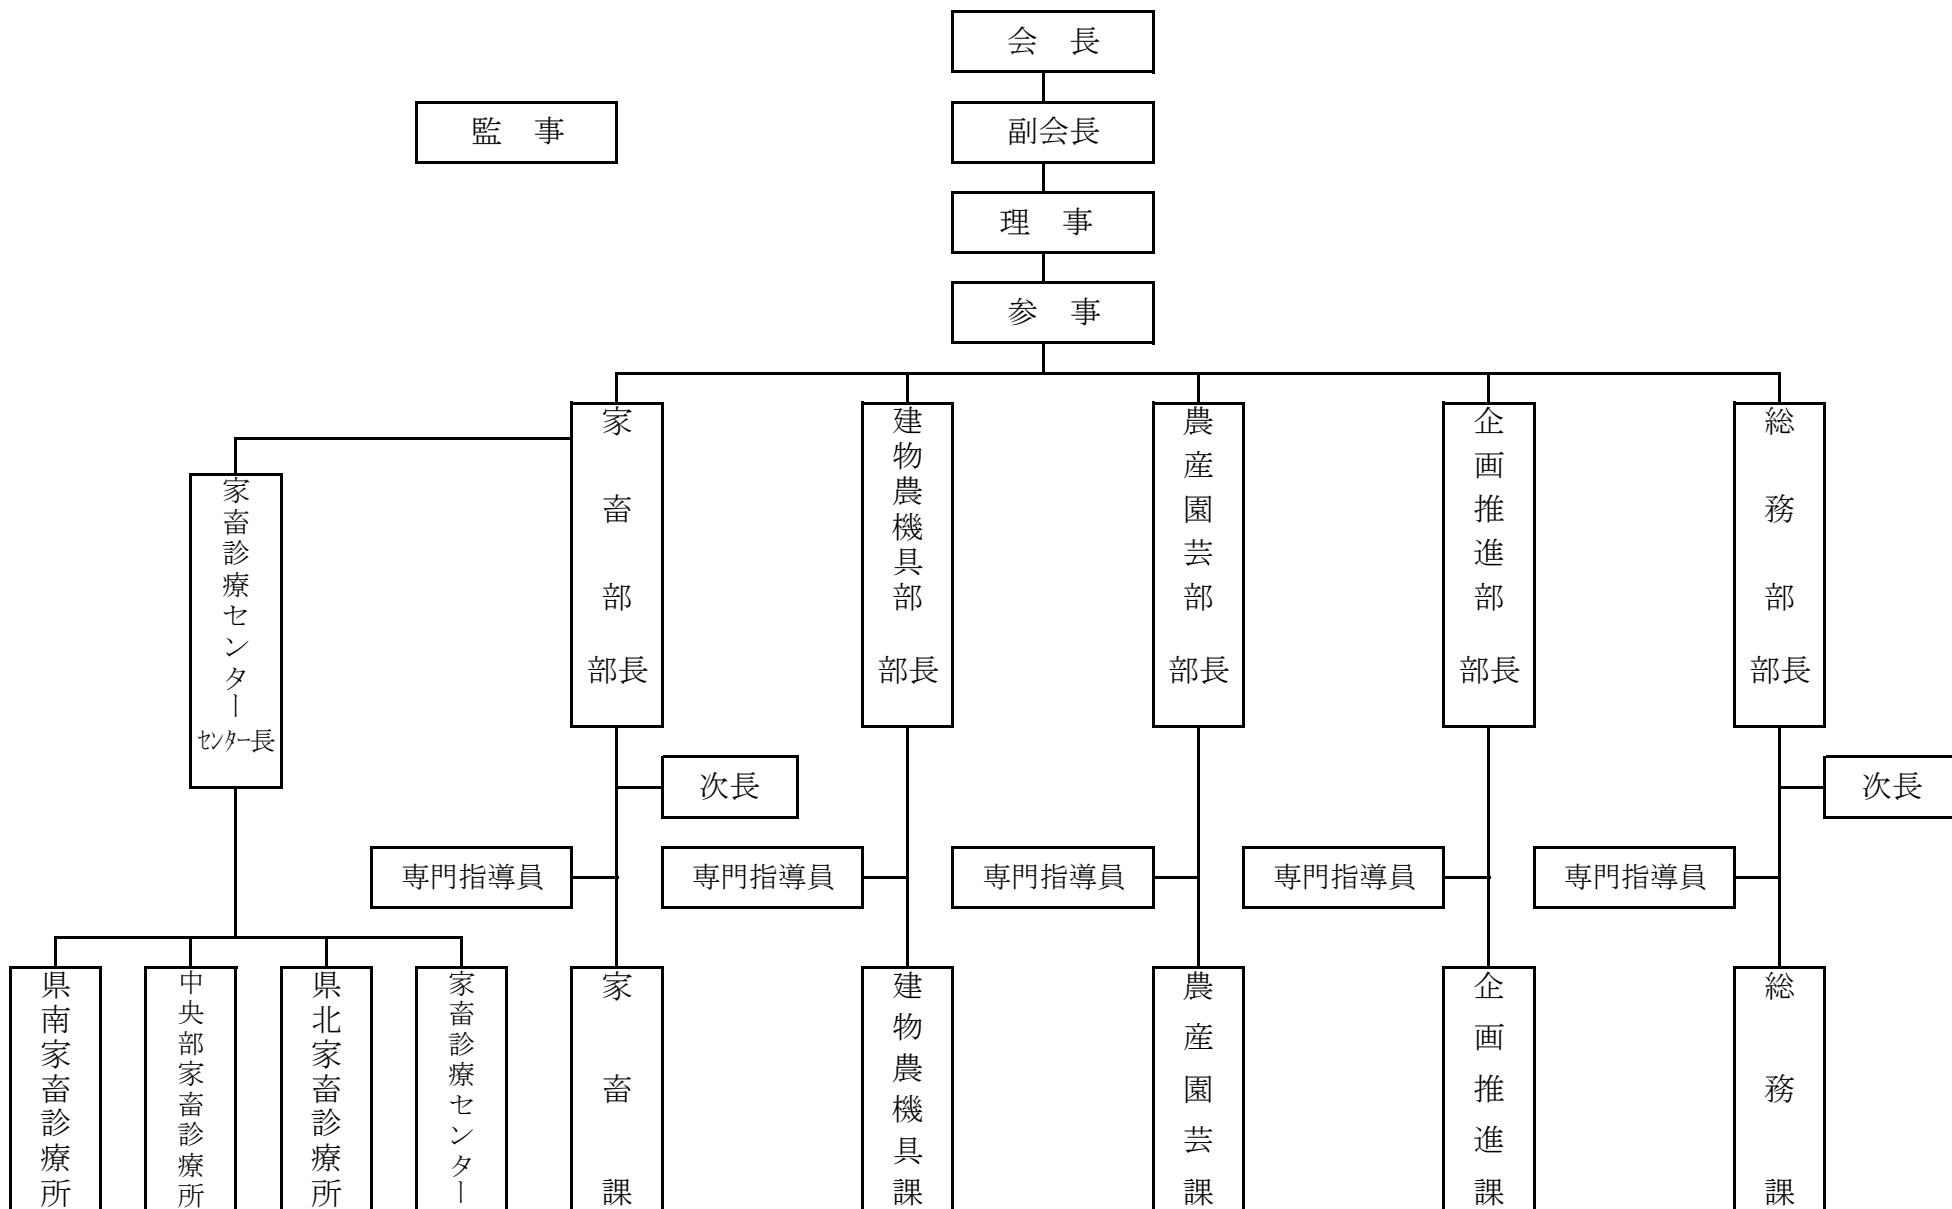 会　長
監　事
副会長
理　事
参　事
家畜部
部長
建物農機具部
部長
農産園芸部
部長
企画推進部
部長
総務部
部長
家畜診療センター
センター長
次長
次長
専門指導員
専門指導員
専門指導員
専門指導員
専門指導員
県南家畜診療所
中央部家畜診療所
県北家畜診療所
家畜診療センター
家畜課
建物農機具課
農産園芸課
企画推進課
総務課